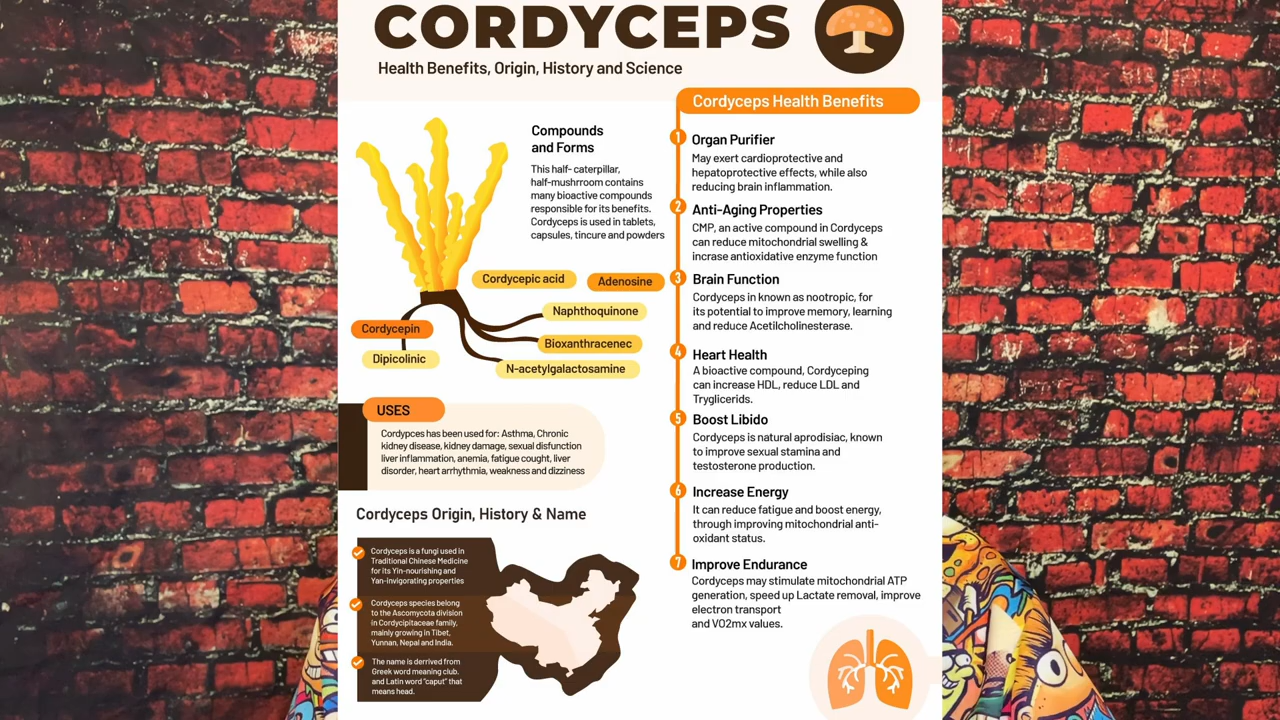 CORDYCEPS
Health Benefits, Origin, History and Science
Compounds
and Forms
This half- caterpillar,
half-mushrroom contains
many bioactive compounds
responsible for its benefits.
Cordyceps is used in tablets,
capsules, tincure and powders
Cordycepic acid
Adenosine
Naphthoquinone
Cordycepin
Bioxanthracenec
Dipicolinic
N-acetylgalactosamine
USES
Cordypces has been used for: Asthma, Chronic
kidney disease, kidney damage, sexual disfunction
liver inflammation, anemia, fatigue cought, liver
disorder, heart arrhythmia, weakness and dizziness
Cordyceps Origin, History & Name
Cordyceps is a fungi used in
Traditional Chinese Medicine
for its Yin-nourishing and
Yan-invigorating properties
Cordyceps species belong
to the Ascomycota division
in Cordycipitaceae family,
mainly growing in Tibet,
Yunnan, Nepal and India.
The name is derrived from
Greek word meaning club.
and Latin word "caput" that
means head.
Cordyceps Health Benefits
1 Organ Purifier
May exert cardioprotective and
hepatoprotective effects, while also
reducing brain inflammation.
2 Anti-Aging Properties
CMP, an active compound in Cordyceps
can reduce mitochondrial swelling &
incrase antioxidative enzyme function
3 Brain Function
Cordyceps in known as nootropic, for
its potential to improve memory, learning
and reduce Acetilcholinesterase.
4 Heart Health
A bioactive compound, Cordyceping
can increase HDL, reduce LDL and
Tryglicerids.
5 Boost Libido
Cordyceps is natural aprodisiac, known
to improve sexual stamina and
testosterone production.
6 Increase Energy
It can reduce fatigue and boost energy,
through improving mitochondrial anti-
oxidant status.
7 Improve Endurance
Cordyceps may stimulate mitochondrial ATP
generation, speed up Lactate removal, improve
electron transport
and VO2mx values.